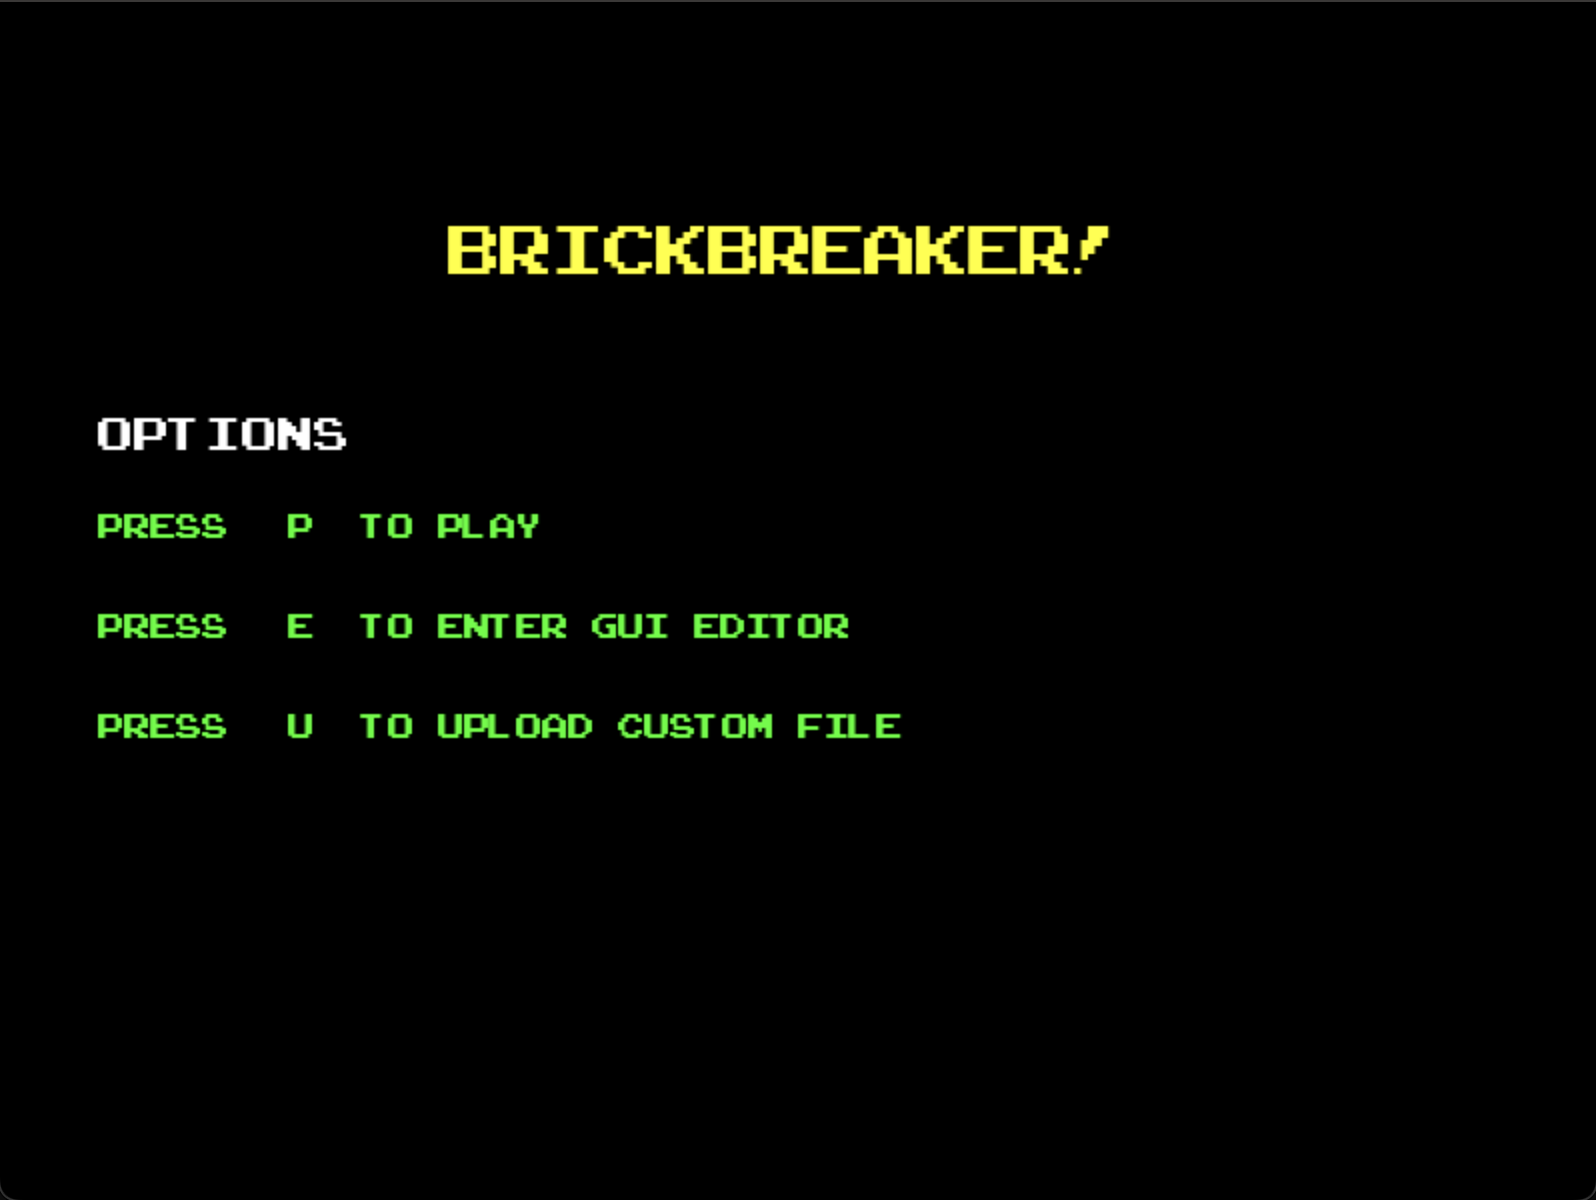 BRICKBREAKER!
OPTIONS
PRESS P TO PLAY
PRESS E TO ENTER GUI EDITOR
PRESS U TO UPLOAD CUSTOM FILE